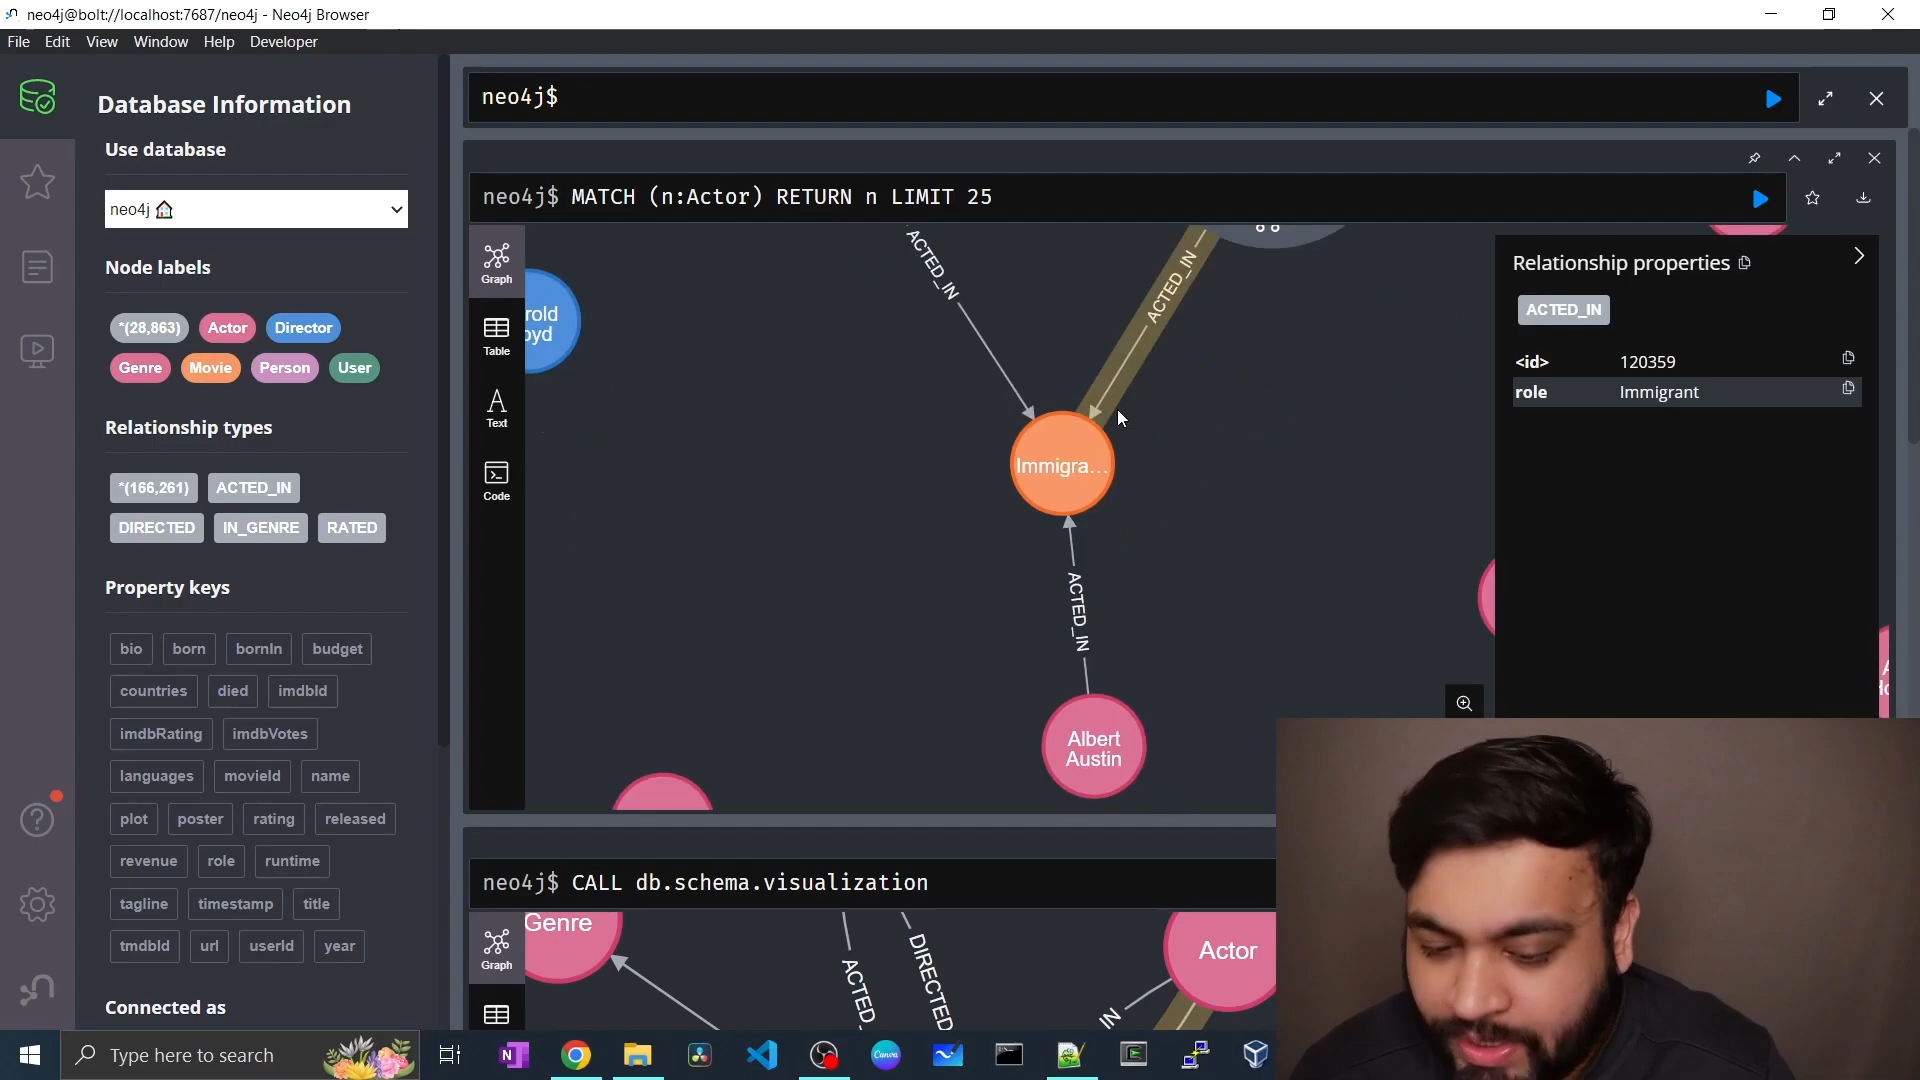 neo4j@bolt://localhost:7687/neo4j - Neo4j Browser
File Edit View Window Help Developer
Database Information
Use database
neo4j
Node labels
*(28,863) Actor Director
Genre Movie Person User
Relationship types
*(166,261) ACTED_IN
DIRECTED IN_GENRE RATED
Property keys
bio born bornIn budget
countries died imdbId
imdbRating imdbVotes
languages movieId name
plot poster rating released
revenue role runtime
tagline timestamp title
tmdbId url userId year
Connected as
neo4j$
neo4j$ MATCH (n:Actor) RETURN n LIMIT 25
Graph
Table
Text
Code
rold
oyd
ACTED_IN
ACTED_IN
Immigra...
ACTED_IN
Albert
Austin
Relationship properties
ACTED_IN
<id> 120359
role Immigrant
neo4j$ CALL db.schema.visualization
Graph
Genre
ACTED_
DIRECTED
IN
Actor
Type here to search
Canva